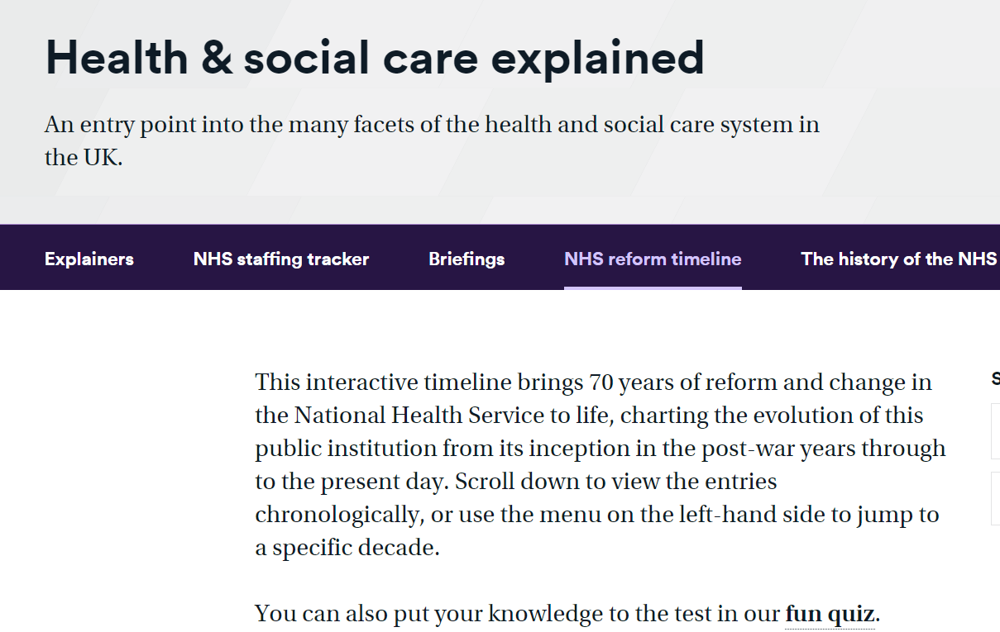 Health & social care explained
An entry point into the many facets of the health and social care system in
the UK.
Explainers NHS staffing tracker Briefings NHS reform timeline The history of the NHS
This interactive timeline brings 70 years of reform and change in
the National Health Service to life, charting the evolution of this
public institution from its inception in the post-war years through
to the present day. Scroll down to view the entries
chronologically, or use the menu on the left-hand side to jump to
a specific decade.
You can also put your knowledge to the test in our fun quiz.